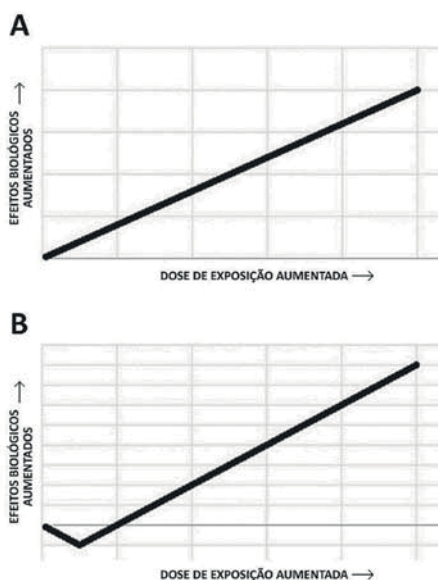 A
EFEITOS BIOLÓGICOS
AUMENTADOS
DOSE DE EXPOSIÇÃO AUMENTADA
B
EFEITOS BIOLÓGICOS
AUMENTADOS
DOSE DE EXPOSIÇÃO AUMENTADA